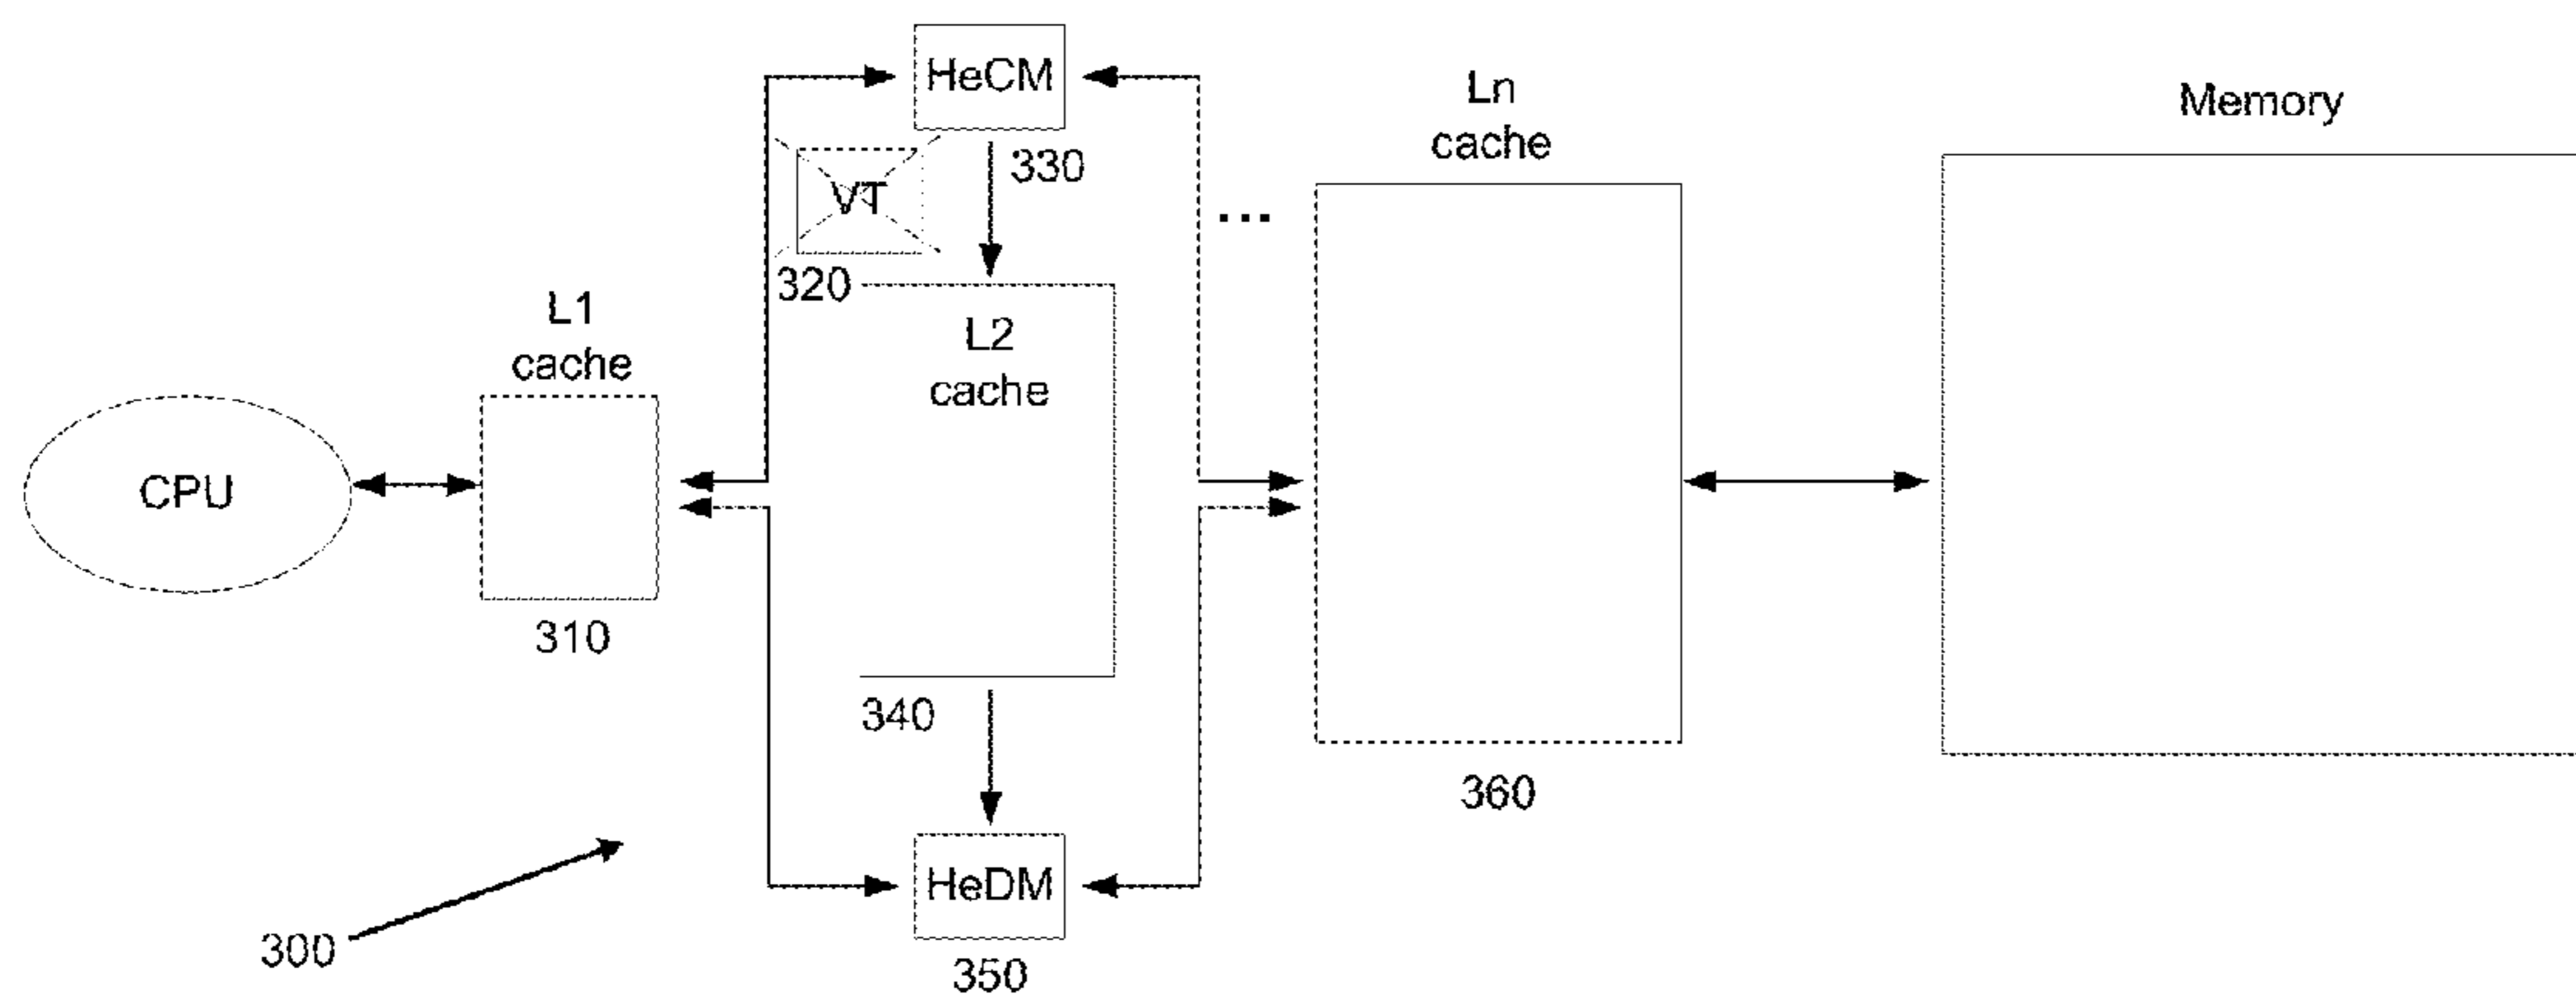 HeCM
330
VT
320
L1
cache
CPU
310
L2
cache
340
HeDM
350
...
Ln
cache
360
Memory
300